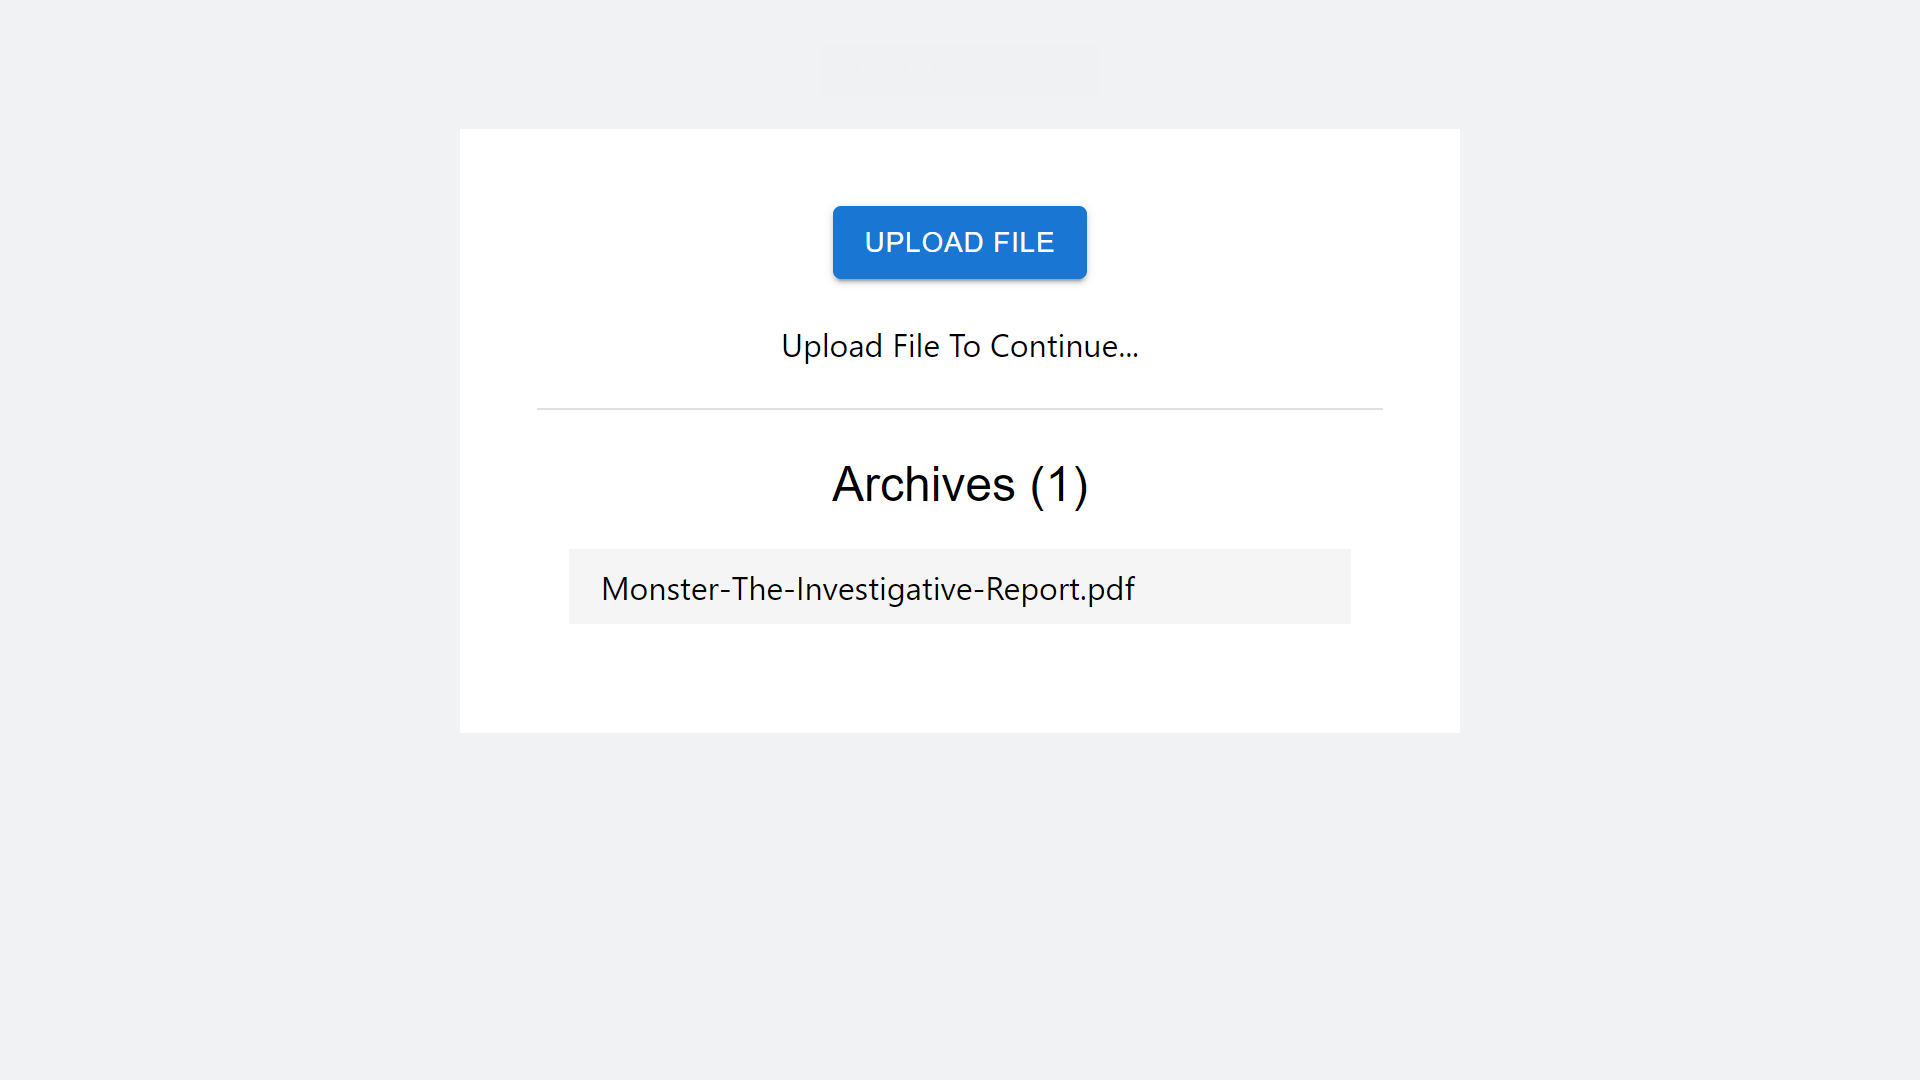 UPLOAD FILE
Upload File To Continue...
Archives (1)
Monster-The-Investigative-Report.pdf